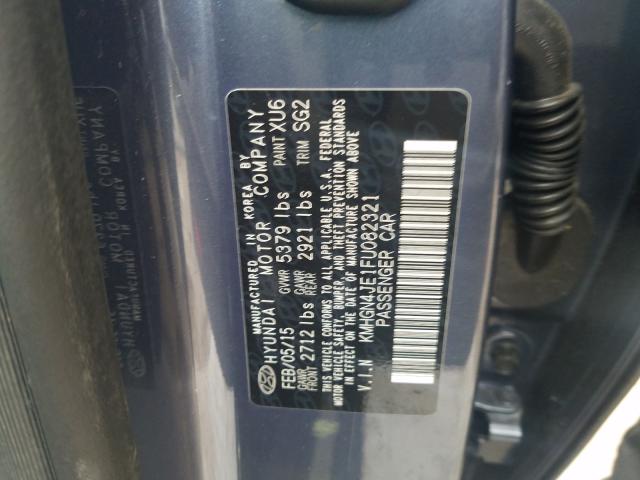 MANUFACTURED IN KOREA BY
HYUNDAI MOTOR COMPANY
FEB/05/15 GVWR 5379 lbs PAINT XU6
GAWR FRONT 2712 lbs GAWR REAR 2921 lbs TRIM SG2
THIS VEHICLE CONFORMS TO ALL APPLICABLE U.S.A. FEDERAL
MOTOR VEHICLE SAFETY, BUMPER, AND THEFT PREVENTION STANDARDS
IN EFFECT ON THE DATE OF MANUFACTURE SHOWN ABOVE
V.I.N. KMHGN4JE1FU082321
PASSENGER CAR